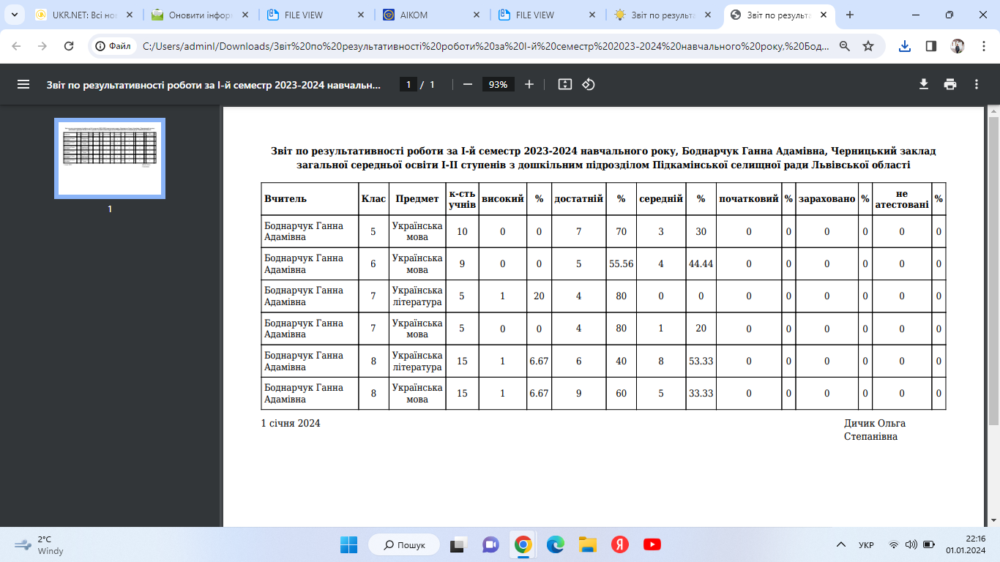 UKR.NET: Всі но
Оновити інформ
FILE VIEW
АІКОМ
FILE VIEW
Звіт по результа
Звіт по результа
Файл
C:/Users/adminl/Downloads/Звіт%20по%20результативності%20роботи%20за%20І-й%20семестр%202023-2024%20навчального%20року,%20Бод...
Звіт по результативності роботи за І-й семестр 2023-2024 навчальн...
1 / 1
93%
1
Звіт по результативності роботи за І-й семестр 2023-2024 навчального року, Боднарчук Ганна Адамівна, Черницький заклад
загальної середньої освіти І-ІІ ступенів з дошкільним підрозділом Підкамінської селищної ради Львівської області
Вчитель Клас Предмет к-сть учнів високий % достатній % середній % початковий % зараховано % не атестовані %
Боднарчук Ганна Адамівна 5 Українська мова 10 0 0 7 70 3 30 0 0 0 0 0 0
Боднарчук Ганна Адамівна 6 Українська мова 9 0 0 5 55.56 4 44.44 0 0 0 0 0 0
Боднарчук Ганна Адамівна 7 Українська література 5 1 20 4 80 0 0 0 0 0 0 0 0
Боднарчук Ганна Адамівна 7 Українська мова 5 0 0 4 80 1 20 0 0 0 0 0 0
Боднарчук Ганна Адамівна 8 Українська література 15 1 6.67 6 40 8 53.33 0 0 0 0 0 0
Боднарчук Ганна Адамівна 8 Українська мова 15 1 6.67 9 60 5 33.33 0 0 0 0 0 0
1 січня 2024
Дичик Ольга
Степанівна
2°C
Windy
Пошук
УКР
22:16
01.01.2024